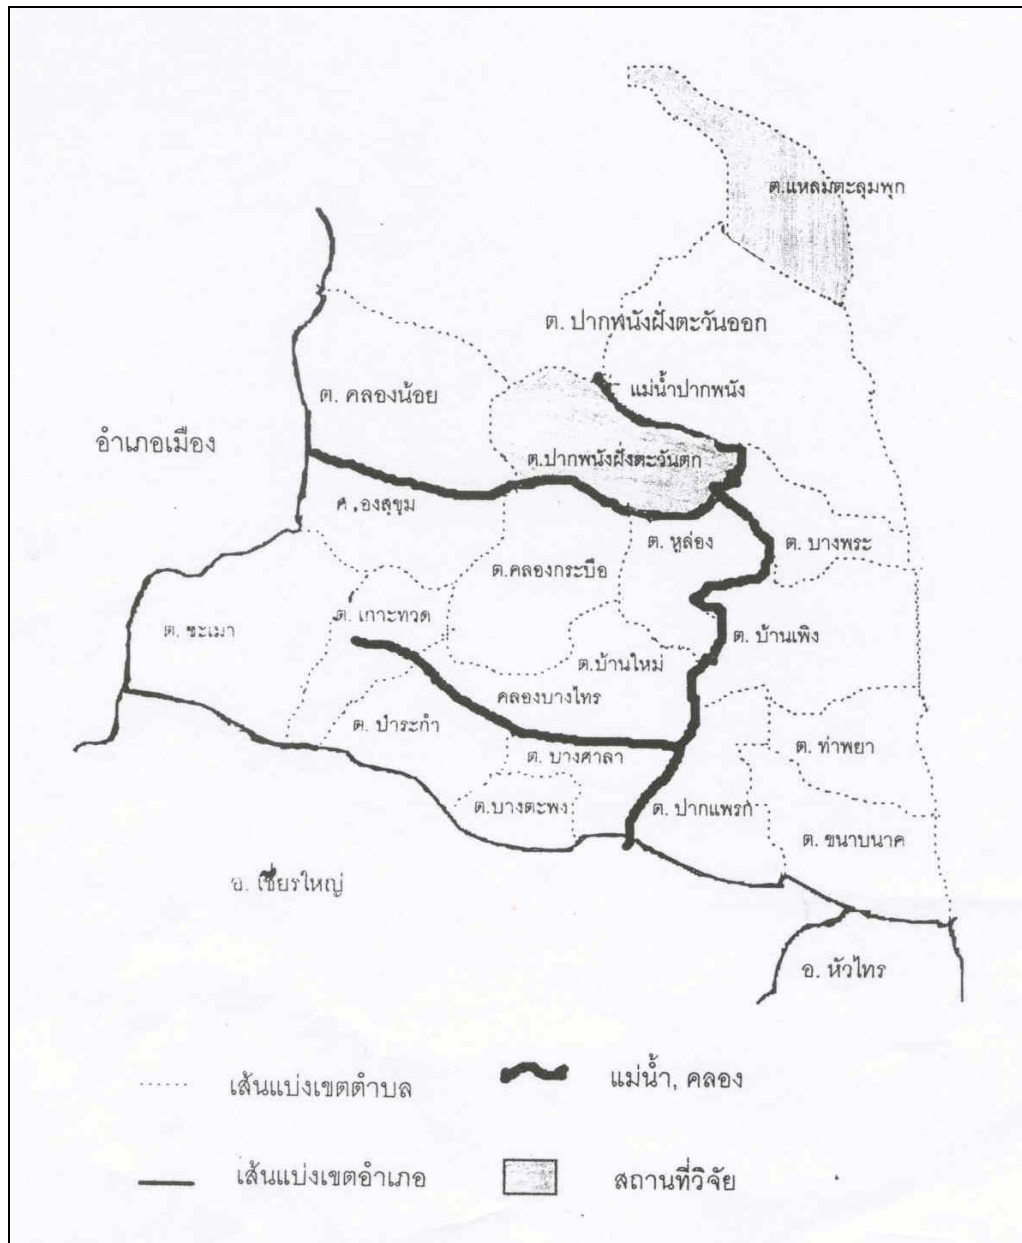 ต.แหลมตะลุมพุก
ต. ปากพนังฝั่งตะวันออก
แม่น้ำปากพนัง
ต. คลองน้อย
อำเภอเมือง
ต.ปากพนังฝั่งตะวันตก
องสุขุม
ต. หูล่อง
ต. บางพระ
ต.คลองกระบือ
ต. เกาะทวด
ต. ชะเมา
ต. บ้านเพิง
ต.บ้านใหม่
คลองบางไทร
ต. ป่าระกำ
ต. ท่าพยา
ต. บางศาลา
ต.บางตะพง
ต. ปากแพรก
ต. ขนาบนาค
อ. เชียรใหญ่
อ. หัวไทร
เส้นแบ่งเขตตำบล
แม่น้ำ, คลอง
เส้นแบ่งเขตอำเภอ
สถานที่วิจัย